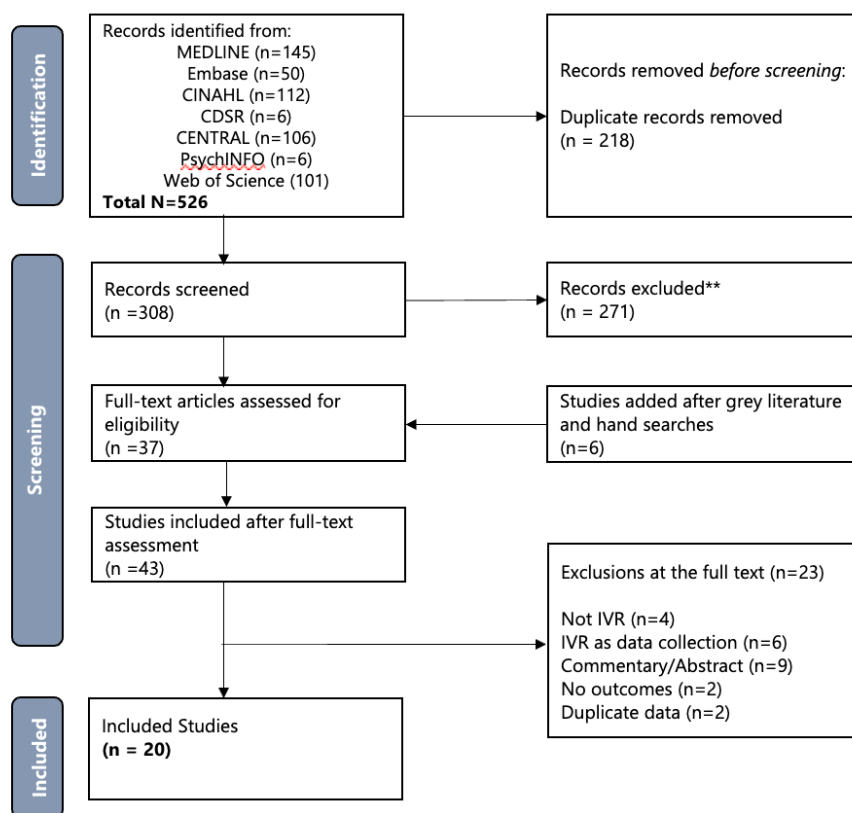 Identification
Records identified from:
MEDLINE (n=145)
Embase (n=50)
CINAHL (n=112)
CDSR (n=6)
CENTRAL (n=106)
PsychINFO (n=6)
Web of Science (101)
Total N=526
Records removed before screening:
Duplicate records removed
(n = 218)
Screening
Records screened
(n =308)
Records excluded**
(n = 271)
Full-text articles assessed for
eligibility
(n =37)
Studies added after grey literature
and hand searches
(n=6)
Studies included after full-text
assessment
(n =43)
Exclusions at the full text (n=23)
Not IVR (n=4)
IVR as data collection (n=6)
Commentary/Abstract (n=9)
No outcomes (n=2)
Duplicate data (n=2)
Included
Included Studies
(n = 20)